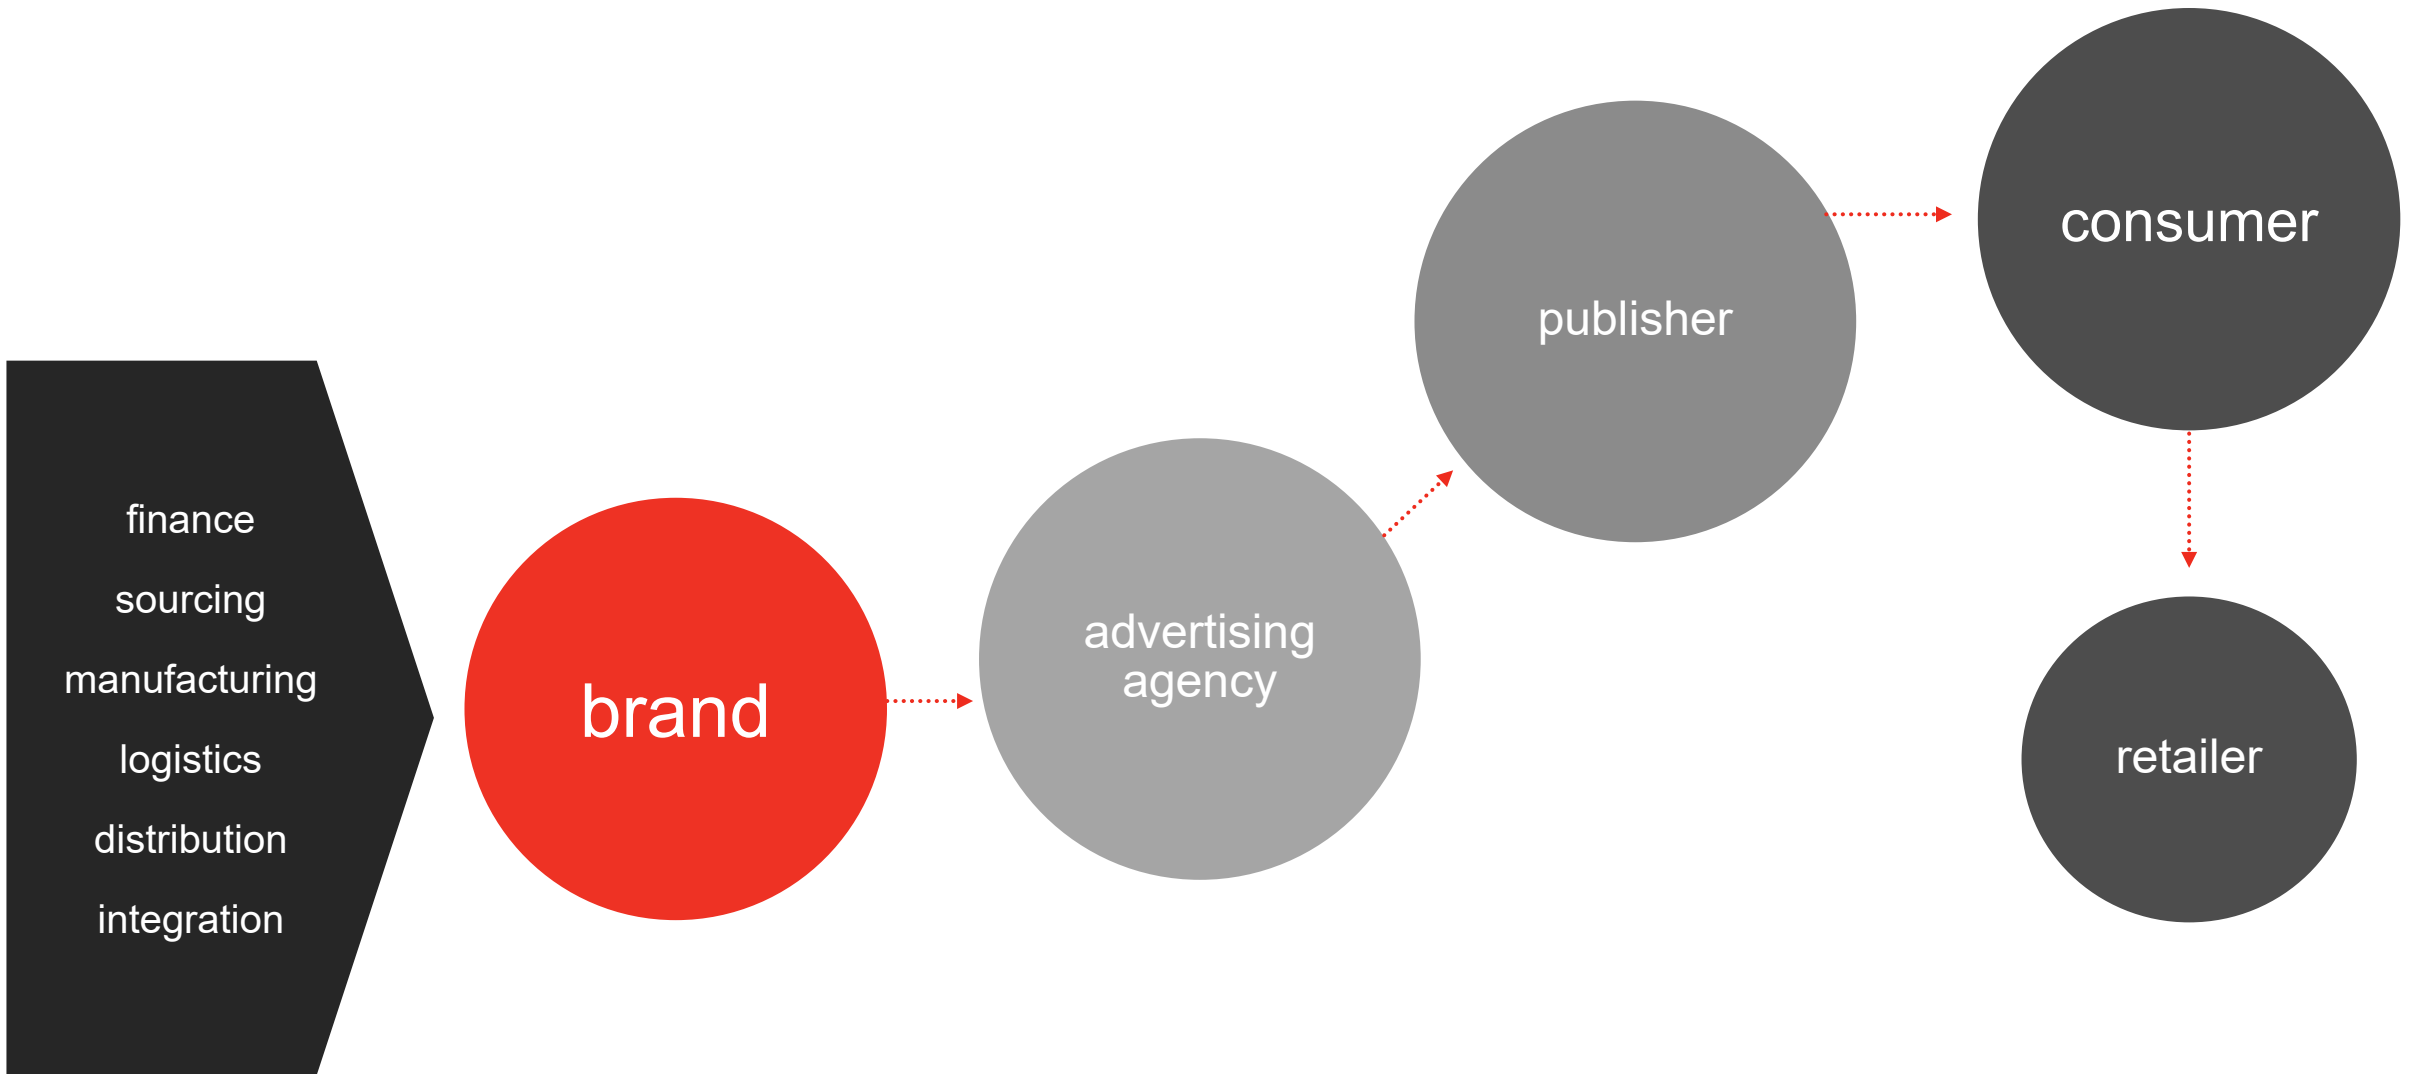 finance
sourcing
manufacturing
logistics
distribution
integration
brand
advertising
agency
publisher
consumer
retailer